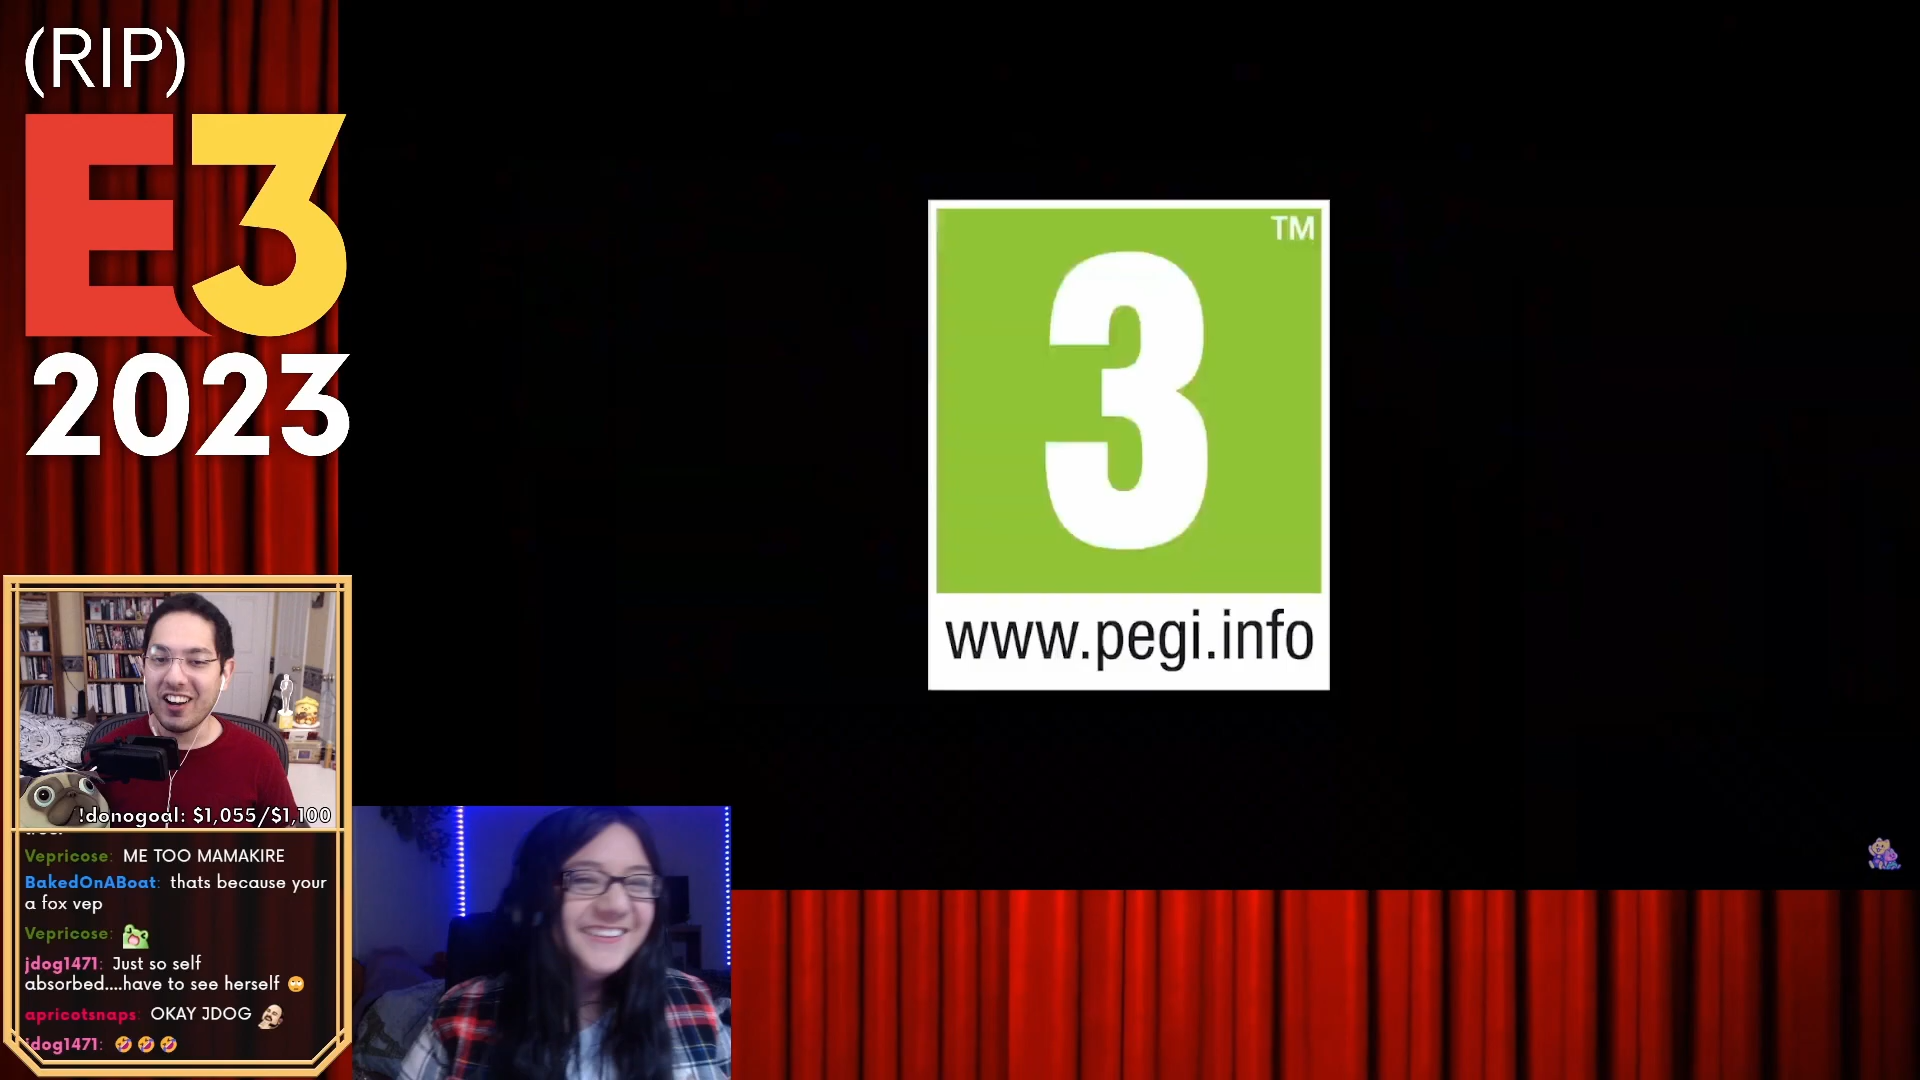 (RIP)
E3
2023
TM
3
www.pegi.info
!donogoal: $1,055/$1,100
Vepricose: ME TOO MAMAKIRE
BakedOnABoat: thats because your
a fox vep
Vepricose:
jdog1471: Just so self
absorbed....have to see herself 🙄
apricotsnaps: OKAY JDOG
jdog1471: 🤣🤣🤣